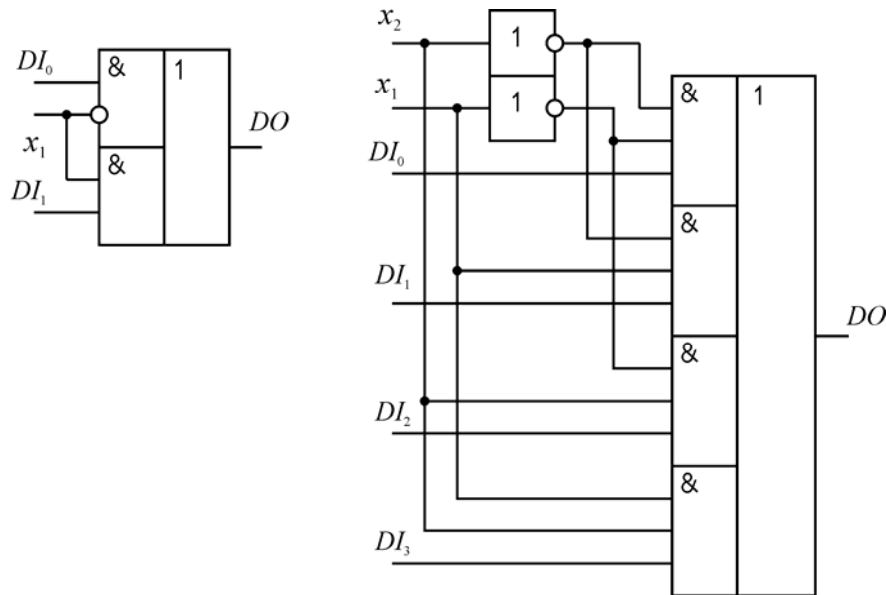 DI₀
&
1
x₁
DO
&
DI₁
x₂
1
x₁
1
&
1
DI₀
&
DI₁
DO
&
DI₂
&
DI₃